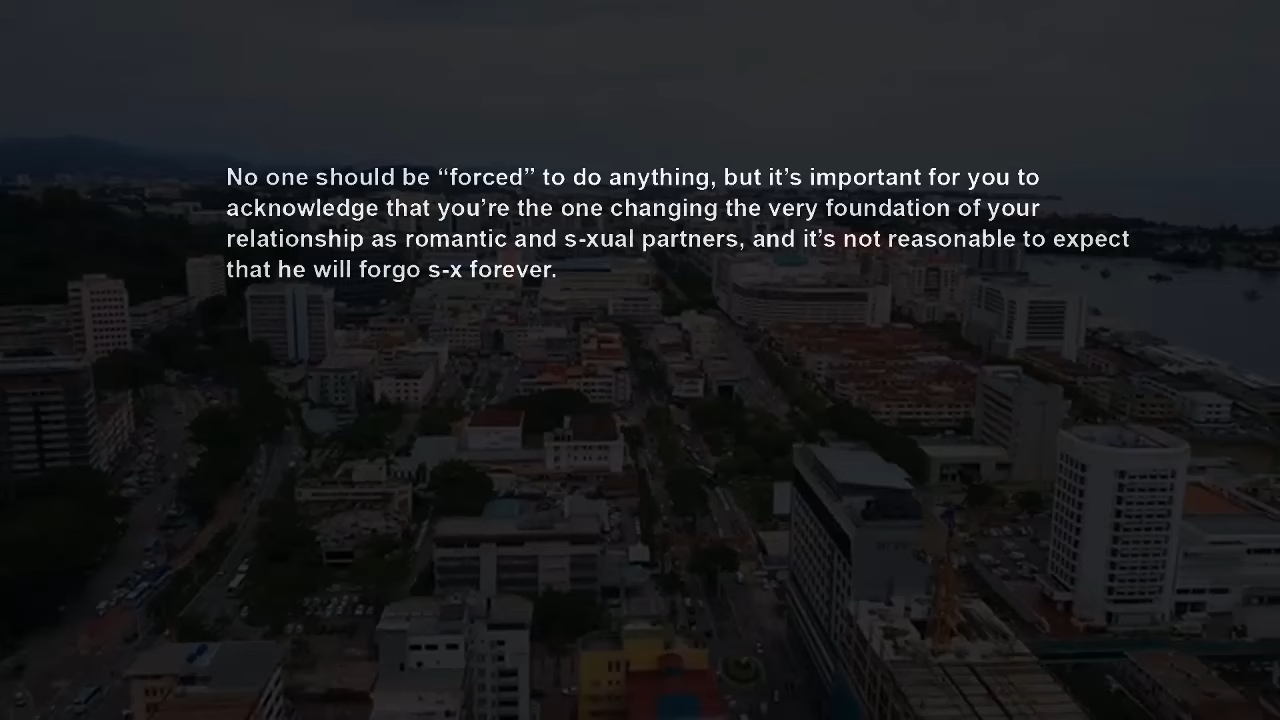 No one should be “forced” to do anything, but it’s important for you to
acknowledge that you’re the one changing the very foundation of your
relationship as romantic and s-xual partners, and it’s not reasonable to expect
that he will forgo s-x forever.